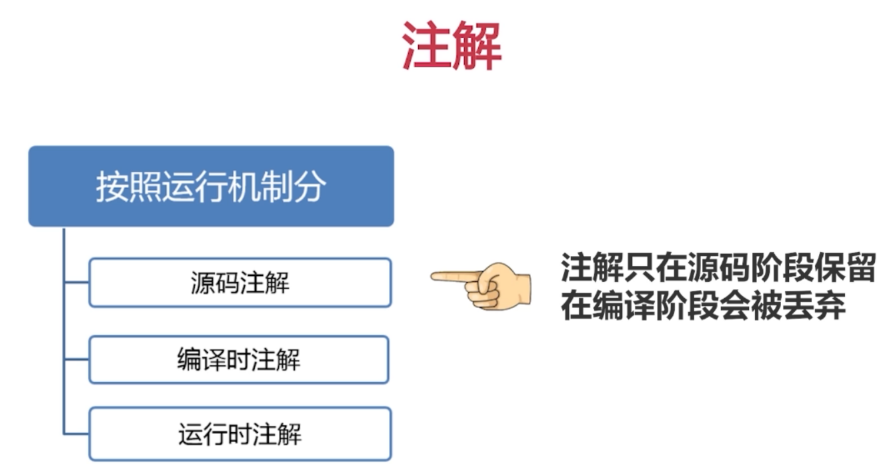 注解
按照运行机制分
源码注解
注解只在源码阶段保留
在编译阶段会被丢弃
编译时注解
运行时注解